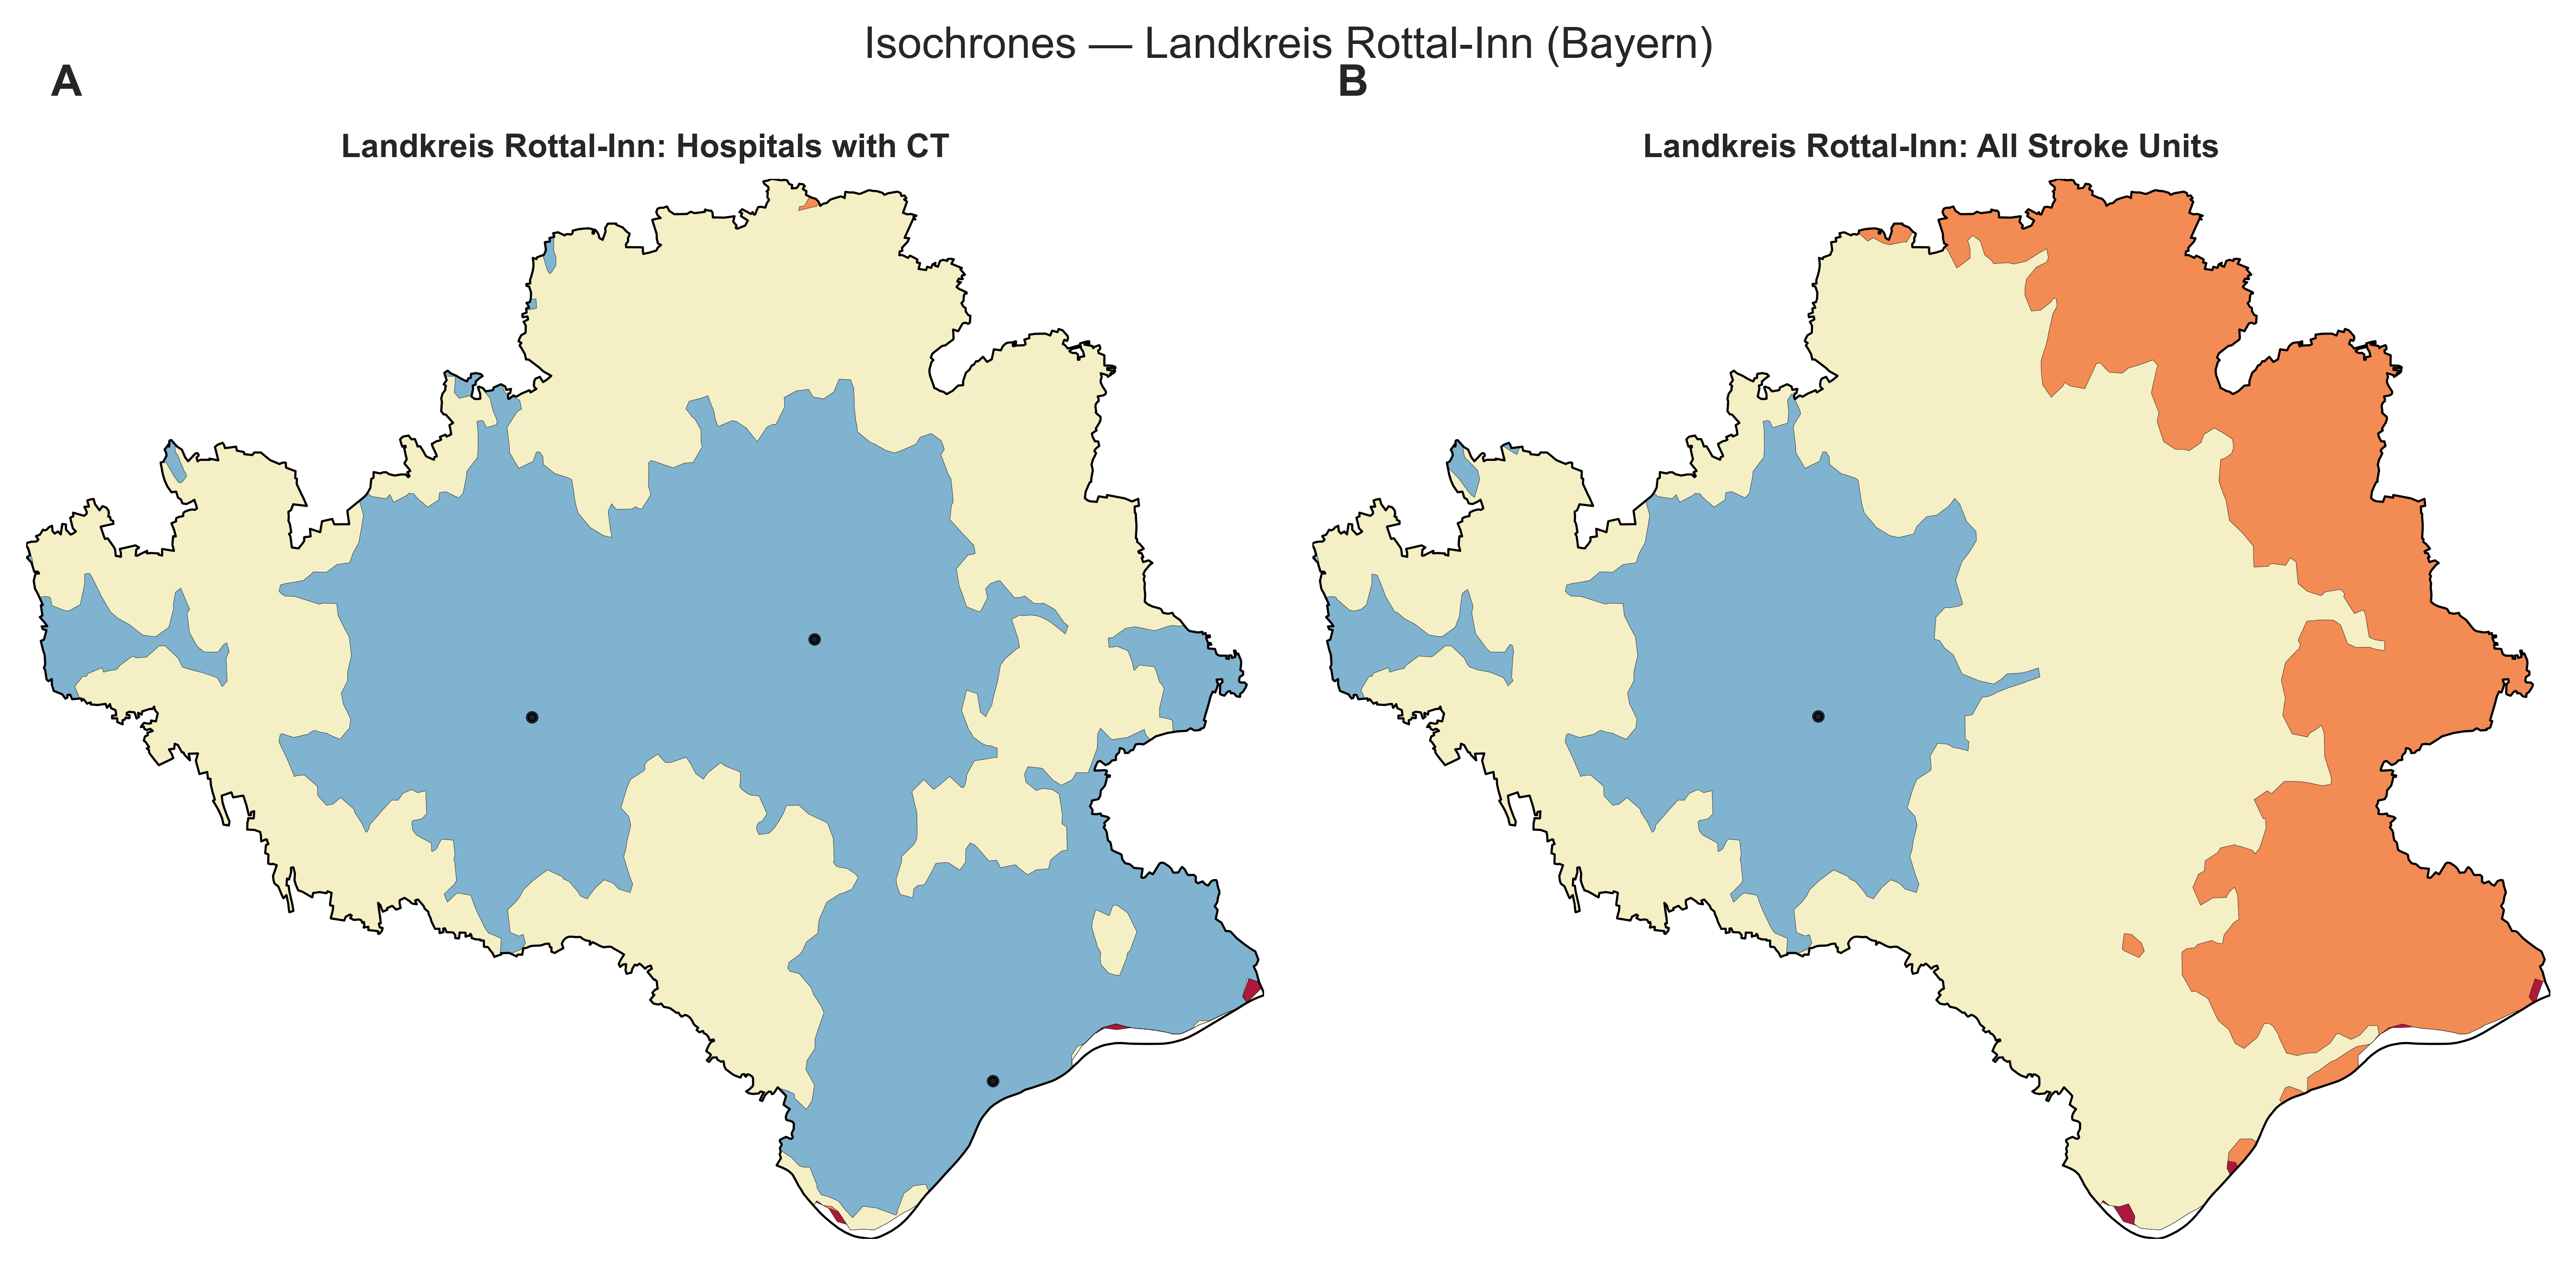 Isochrones — Landkreis Rottal-Inn (Bayern)
A
B
Landkreis Rottal-Inn: Hospitals with CT
Landkreis Rottal-Inn: All Stroke Units